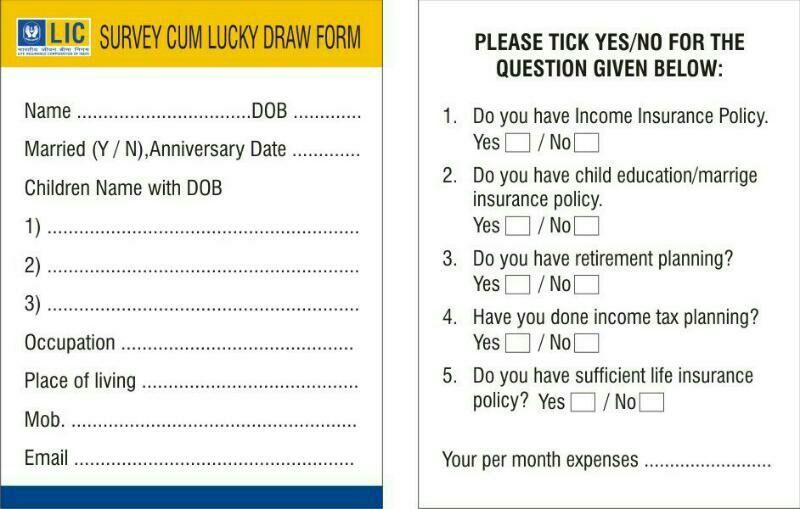 LIC
भारतीय जीवन बीमा निगम
LIFE INSURANCE CORPORATION OF INDIA
SURVEY CUM LUCKY DRAW FORM
Name .................................DOB .............
Married (Y / N),Anniversary Date .............
Children Name with DOB
1) ............................................................
2) ............................................................
3) ............................................................
Occupation .............................................
Place of living .........................................
Mob. .......................................................
Email ......................................................
PLEASE TICK YES/NO FOR THE
QUESTION GIVEN BELOW:
1. Do you have Income Insurance Policy.
Yes / No
2. Do you have child education/marrige
insurance policy.
Yes / No
3. Do you have retirement planning?
Yes / No
4. Have you done income tax planning?
Yes / No
5. Do you have sufficient life insurance
policy? Yes / No
Your per month expenses ........................